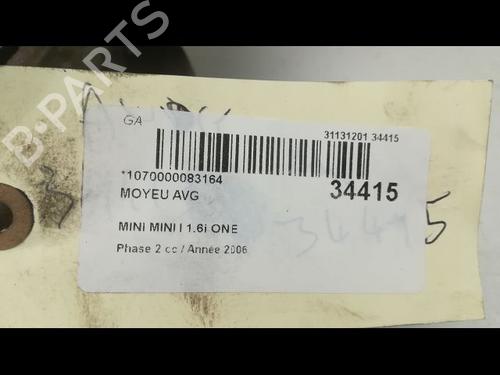 GA
31131201 34415
*1070000083164
34415
MOYEU AVG
MINI MINI I 1.6i ONE
Phase 2 cc / Année 2006
34415
B-PARTS